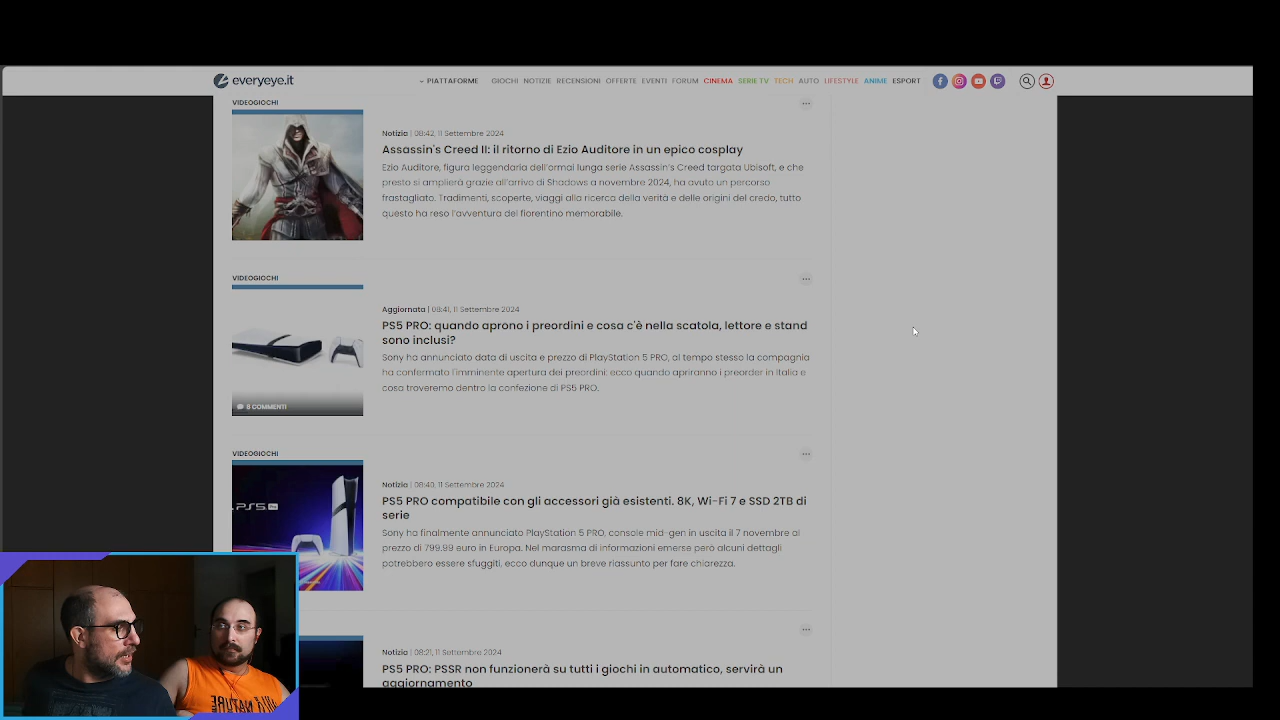 everyeye.it
PIATTAFORME GIOCHI NOTIZIE RECENSIONI OFFERTE EVENTI FORUM CINEMA SERIE TV TECH AUTO LIFESTYLE ANIME ESPORT
VIDEOGIOCHI
Notizia | 08:42, 11 Settembre 2024
Assassin's Creed II: il ritorno di Ezio Auditore in un epico cosplay
Ezio Auditore, figura leggendaria dell'ormai lunga serie Assassin's Creed targata Ubisoft, e che
presto si amplierà grazie all'arrivo di Shadows a novembre 2024, ha avuto un percorso
frastagliato. Tradimenti, scoperte, viaggi alla ricerca della verità e delle origini del credo, tutto
questo ha reso l'avventura del fiorentino memorabile.
VIDEOGIOCHI
Aggiornata | 08:41, 11 Settembre 2024
PS5 PRO: quando aprono i preordini e cosa c'è nella scatola, lettore e stand
sono inclusi?
Sony ha annunciato data di uscita e prezzo di PlayStation 5 PRO, al tempo stesso la compagnia
ha confermato l'imminente apertura dei preordini: ecco quando apriranno i preorder in Italia e
cosa troveremo dentro la confezione di PS5 PRO.
8 COMMENTI
VIDEOGIOCHI
Notizia | 08:40, 11 Settembre 2024
PS5 PRO compatibile con gli accessori già esistenti. 8K, Wi-Fi 7 e SSD 2TB di
serie
Sony ha finalmente annunciato PlayStation 5 PRO, console mid-gen in uscita il 7 novembre al
prezzo di 799.99 euro in Europa. Nel marasma di informazioni emerse però alcuni dettagli
potrebbero essere sfuggiti, ecco dunque un breve riassunto per fare chiarezza.
PS5 Pro
Notizia | 08:21, 11 Settembre 2024
PS5 PRO: PSSR non funzionerà su tutti i giochi in automatico, servirà un
aggiornamento
NATURE